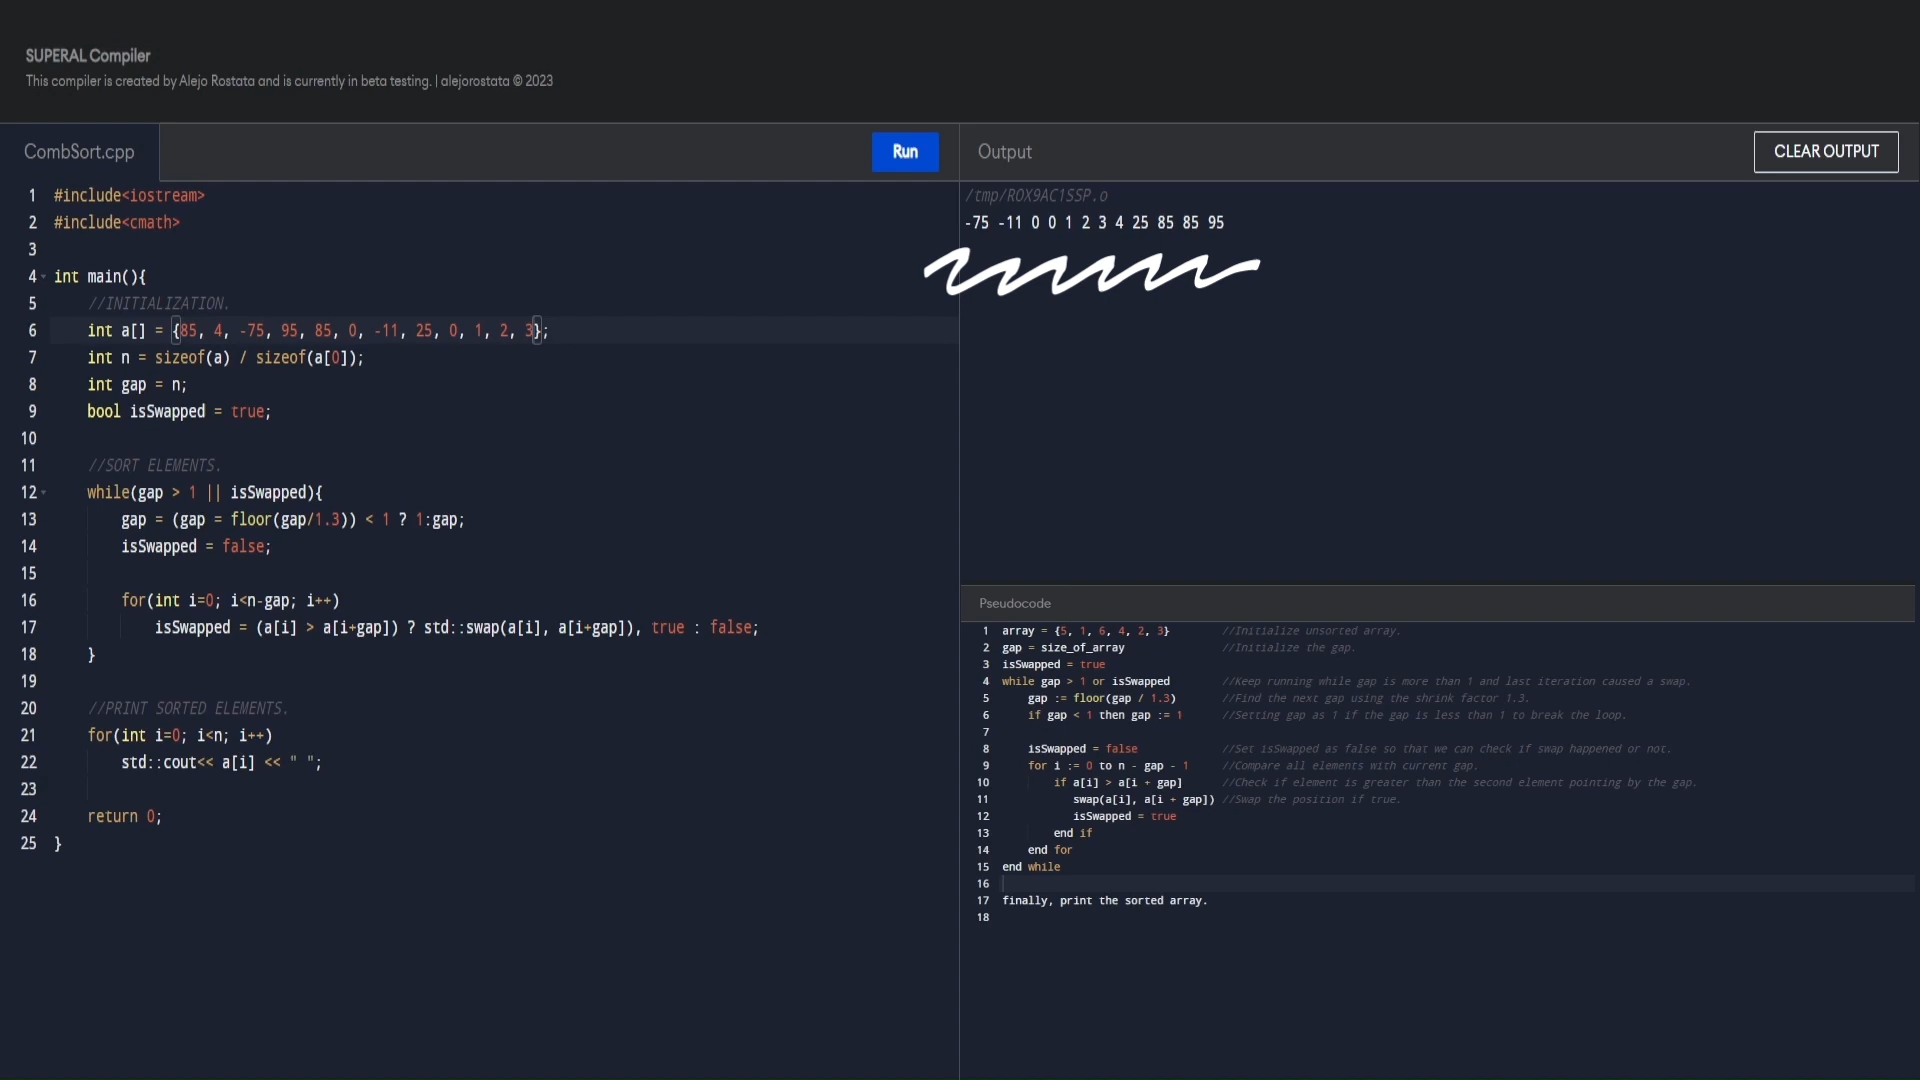 SUPERAL Compiler
This compiler is created by Alejo Rostata and is currently in beta testing. | alejorostata © 2023
CombSort.cpp
Run
1 #include<iostream>
2 #include<cmath>
3
4 int main(){
5 //INITIALIZATION.
6 int a[] = {85, 4, -75, 95, 85, 0, -11, 25, 0, 1, 2, 3};
7 int n = sizeof(a) / sizeof(a[0]);
8 int gap = n;
9 bool isSwapped = true;
10
11 //SORT ELEMENTS.
12 while(gap > 1 || isSwapped){
13 gap = (gap = floor(gap/1.3)) < 1 ? 1:gap;
14 isSwapped = false;
15
16 for(int i=0; i<n-gap; i++)
17 isSwapped = (a[i] > a[i+gap]) ? std::swap(a[i], a[i+gap]), true : false;
18 }
19
20 //PRINT SORTED ELEMENTS.
21 for(int i=0; i<n; i++)
22 std::cout<< a[i] << " ";
23
24 return 0;
25 }
Output
CLEAR OUTPUT
/tmp/ROX9AC1SSP.o
-75 -11 0 0 1 2 3 4 25 85 85 95
Pseudocode
1 array = {5, 1, 6, 4, 2, 3} //Initialize unsorted array.
2 gap = size_of_array //Initialize the gap.
3 isSwapped = true
4 while gap > 1 or isSwapped //Keep running while gap is more than 1 and last iteration caused a swap.
5 gap := floor(gap / 1.3) //Find the next gap using the shrink factor 1.3.
6 if gap < 1 then gap := 1 //Setting gap as 1 if the gap is less than 1 to break the loop.
7
8 isSwapped = false //Set isSwapped as false so that we can check if swap happened or not.
9 for i := 0 to n - gap - 1 //Compare all elements with current gap.
10 if a[i] > a[i + gap] //Check if element is greater than the second element pointing by the gap.
11 swap(a[i], a[i + gap]) //Swap the position if true.
12 isSwapped = true
13 end if
14 end for
15 end while
16
17 finally, print the sorted array.
18